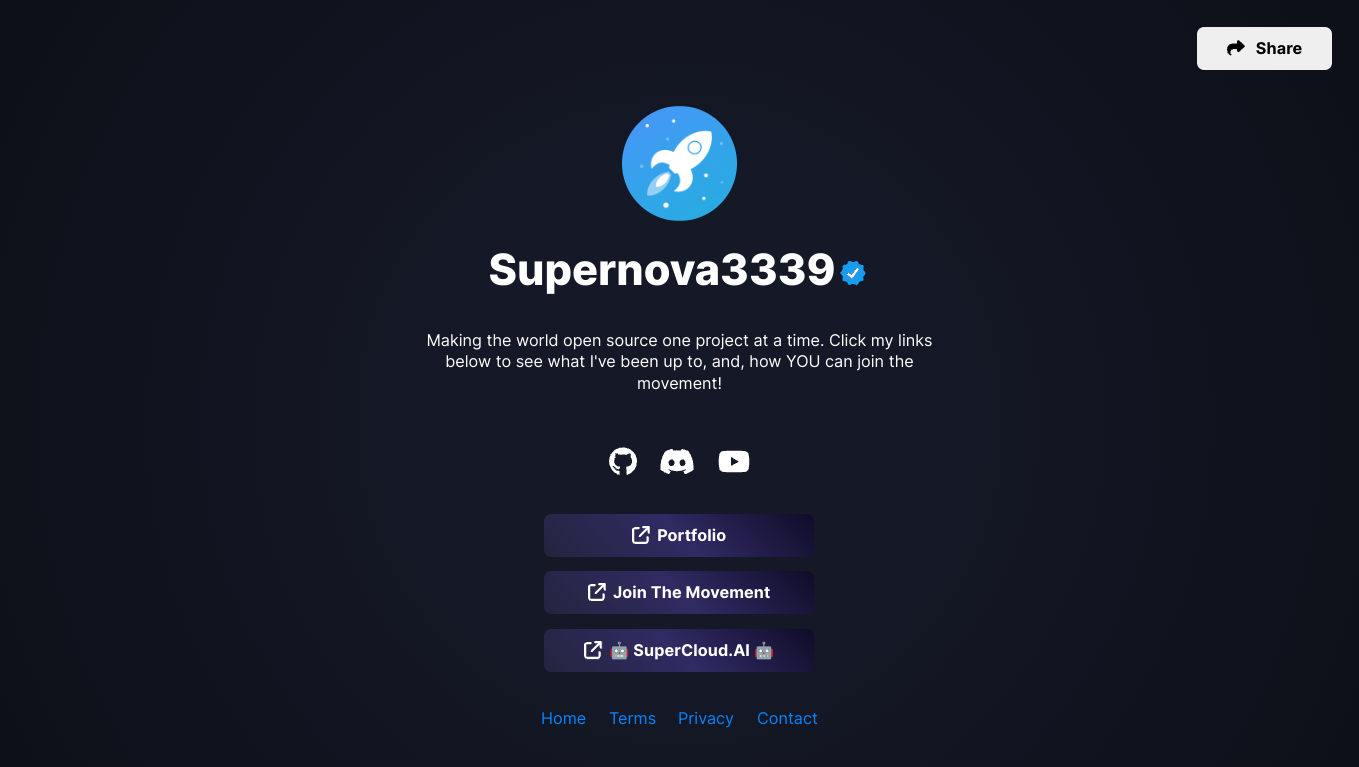 Share
Supernova3339
Making the world open source one project at a time. Click my links
below to see what I've been up to, and, how YOU can join the
movement!
Portfolio
Join The Movement
🤖 SuperCloud.AI 🤖
Home Terms Privacy Contact